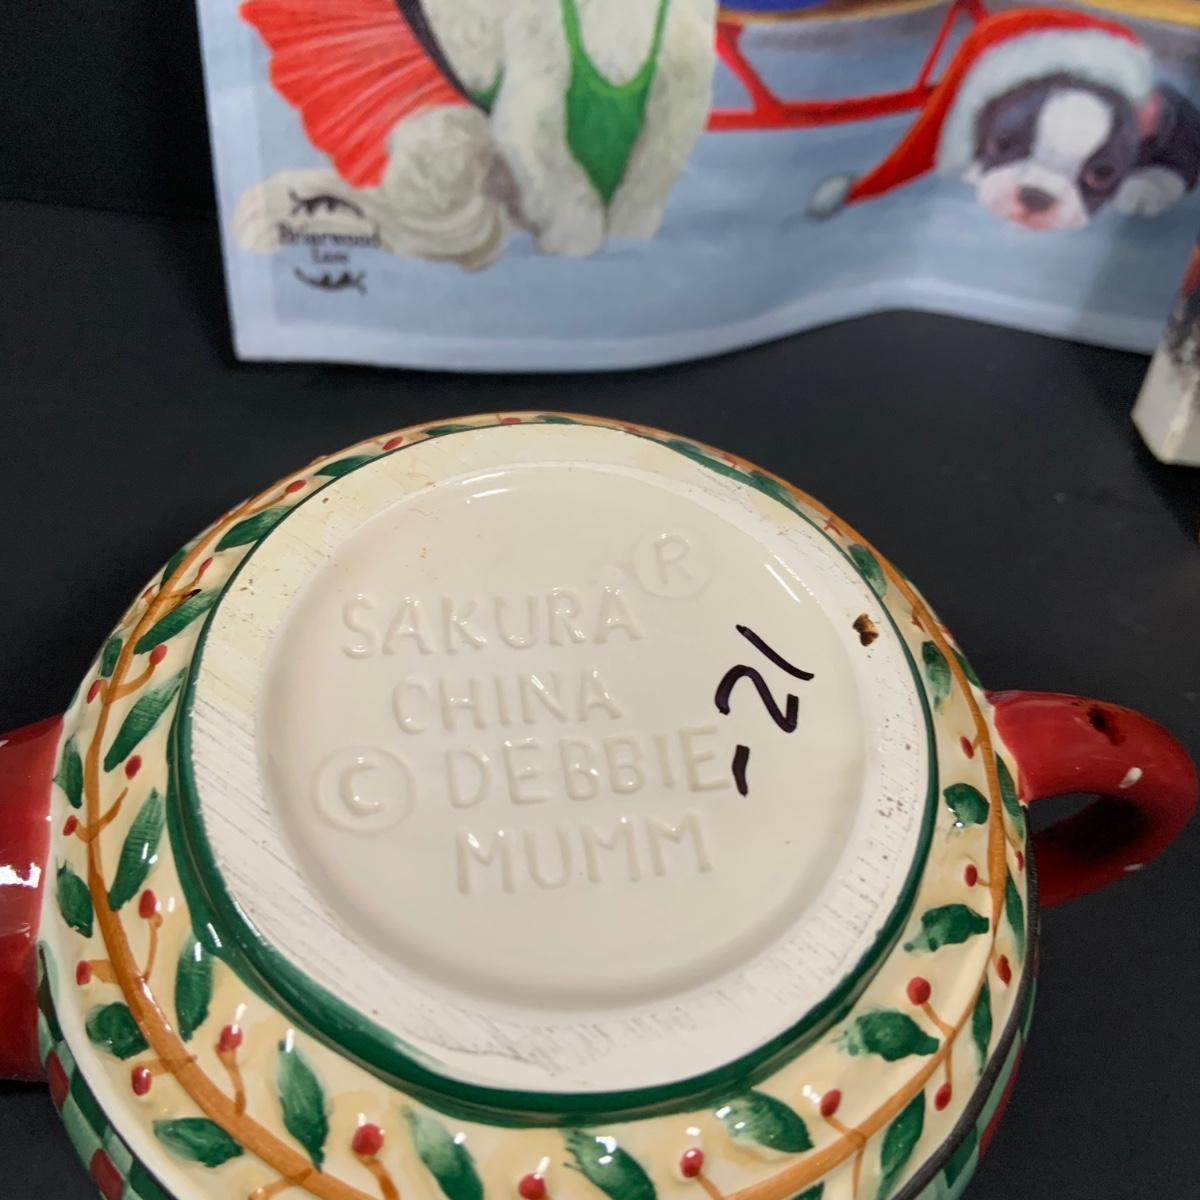 Briarwood
Lane
SAKURA ®
CHINA
© DEBBIE
MUMM
-21